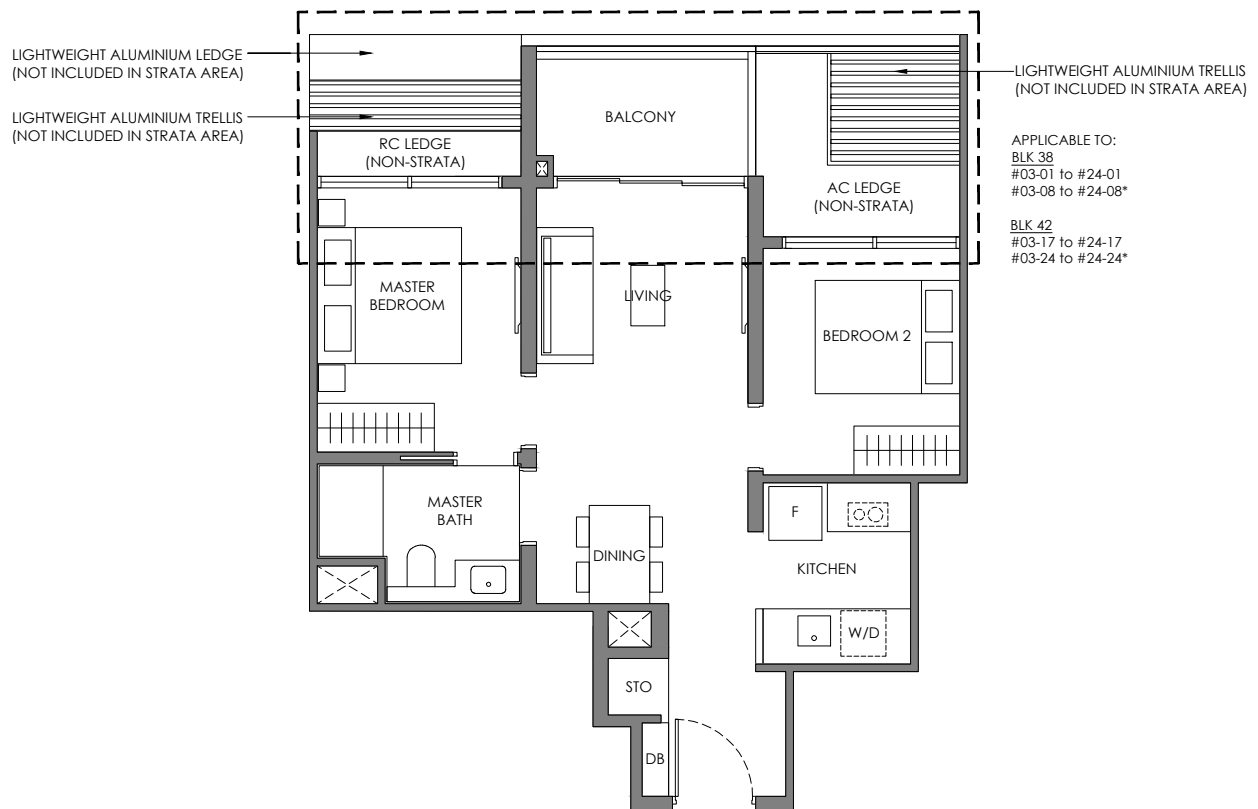 LIGHTWEIGHT ALUMINIUM LEDGE
(NOT INCLUDED IN STRATA AREA)
LIGHTWEIGHT ALUMINIUM TRELLIS
(NOT INCLUDED IN STRATA AREA)
RC LEDGE
(NON-STRATA)
BALCONY
AC LEDGE
(NON-STRATA)
LIGHTWEIGHT ALUMINIUM TRELLIS
(NOT INCLUDED IN STRATA AREA)
APPLICABLE TO:
BLK 38
#03-01 to #24-01
#03-08 to #24-08*
BLK 42
#03-17 to #24-17
#03-24 to #24-24*
MASTER
BEDROOM
LIVING
BEDROOM 2
MASTER
BATH
DINING
F
KITCHEN
W/D
STO
DB